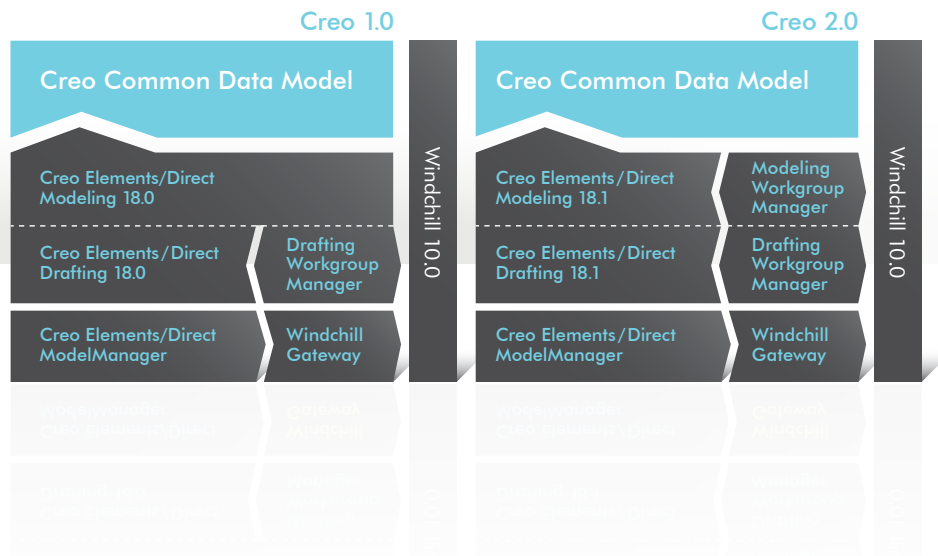 Creo 1.0
Creo Common Data Model
Creo Elements/Direct
Modeling 18.0
Creo Elements/Direct
Drafting 18.0
Drafting
Workgroup
Manager
Creo Elements/Direct
ModelManager
Windchill
Gateway
Windchill 10.0
Creo 2.0
Creo Common Data Model
Creo Elements/Direct
Modeling 18.1
Modeling
Workgroup
Manager
Creo Elements/Direct
Drafting 18.1
Drafting
Workgroup
Manager
Creo Elements/Direct
ModelManager
Windchill
Gateway
Windchill 10.0